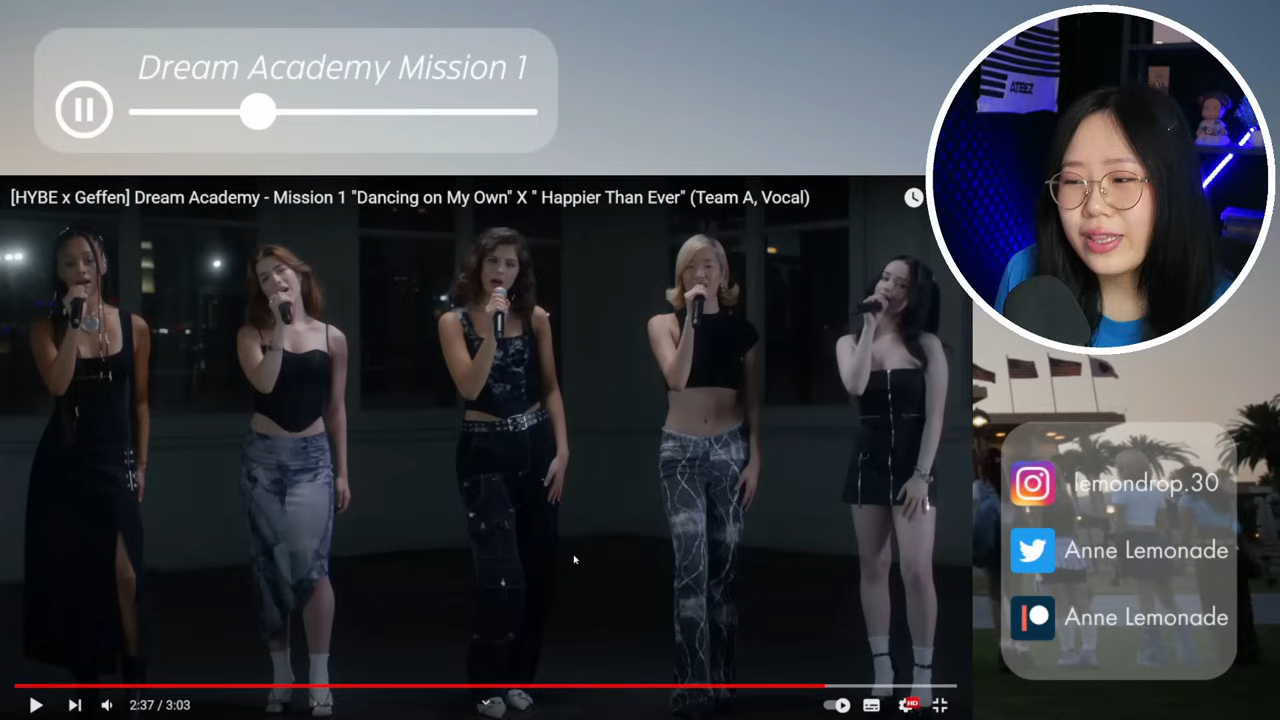 Dream Academy Mission 1
[HYBE x Geffen] Dream Academy - Mission 1 "Dancing on My Own" X " Happier Than Ever" (Team A, Vocal)
ATEEZ
lemondrop.30
Anne Lemonade
Anne Lemonade
2:37 / 3:03
HD